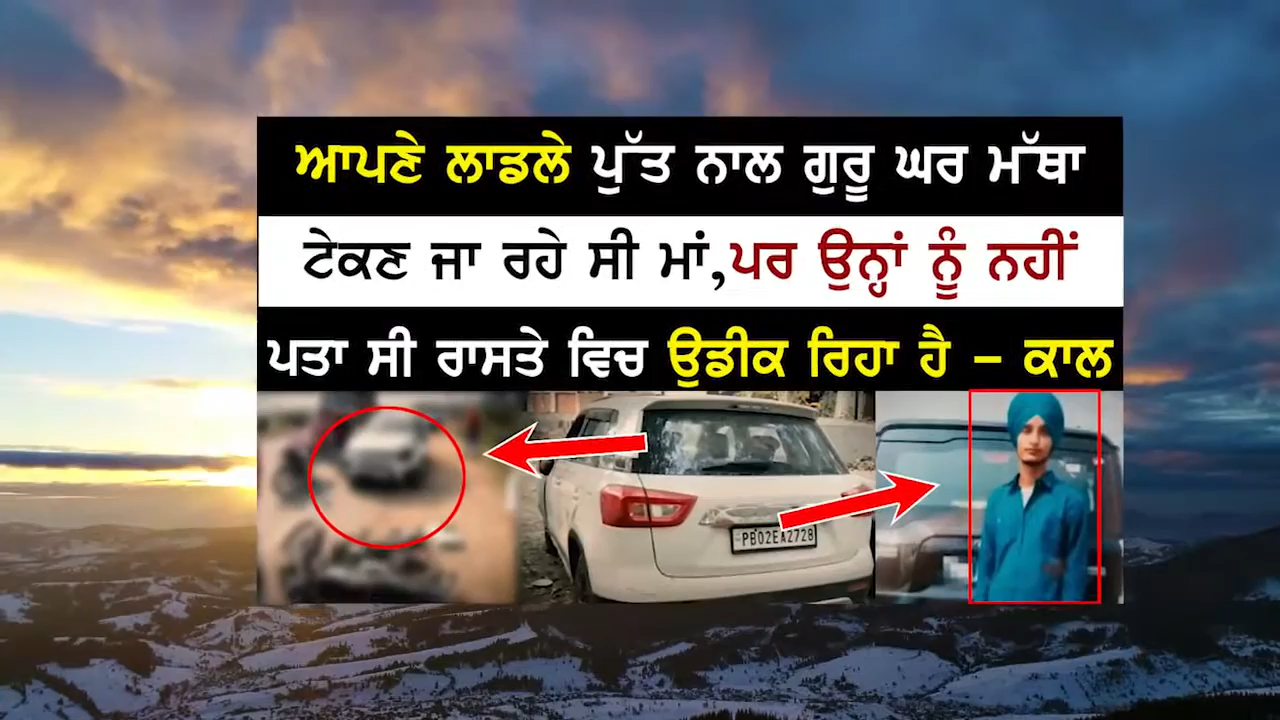 ਆਪਣੇ ਲਾਡਲੇ ਪੁੱਤ ਨਾਲ ਗੁਰੂ ਘਰ ਮੱਥਾ
ਟੇਕਣ ਜਾ ਰਹੇ ਸੀ ਮਾਂ,ਪਰ ਉਨ੍ਹਾਂ ਨੂੰ ਨਹੀਂ
ਪਤਾ ਸੀ ਰਾਸਤੇ ਵਿਚ ਉਡੀਕ ਰਿਹਾ ਹੈ – ਕਾਲ
PB02EA2728